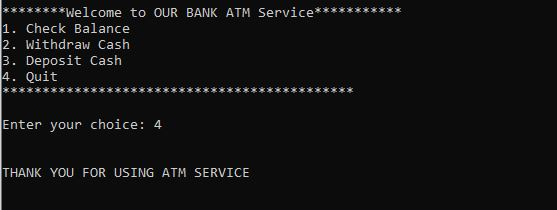 ********Welcome to OUR BANK ATM Service***********
1. Check Balance
2. Withdraw Cash
3. Deposit Cash
4. Quit
********************************************
Enter your choice: 4
THANK YOU FOR USING ATM SERVICE